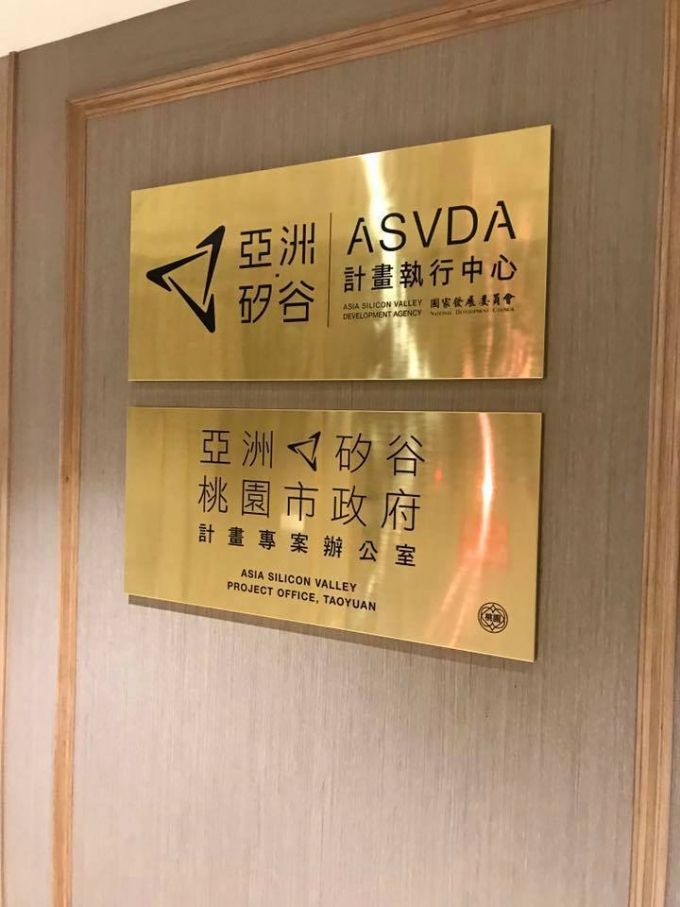 亞洲·矽谷
ASVDA
計畫執行中心
ASIA SILICON VALLEY
DEVELOPMENT AGENCY
國家發展委員會
NATIONAL DEVELOPMENT COUNCIL
亞洲矽谷
桃園市政府
計畫專案辦公室
ASIA SILICON VALLEY
PROJECT OFFICE, TAOYUAN
桃園